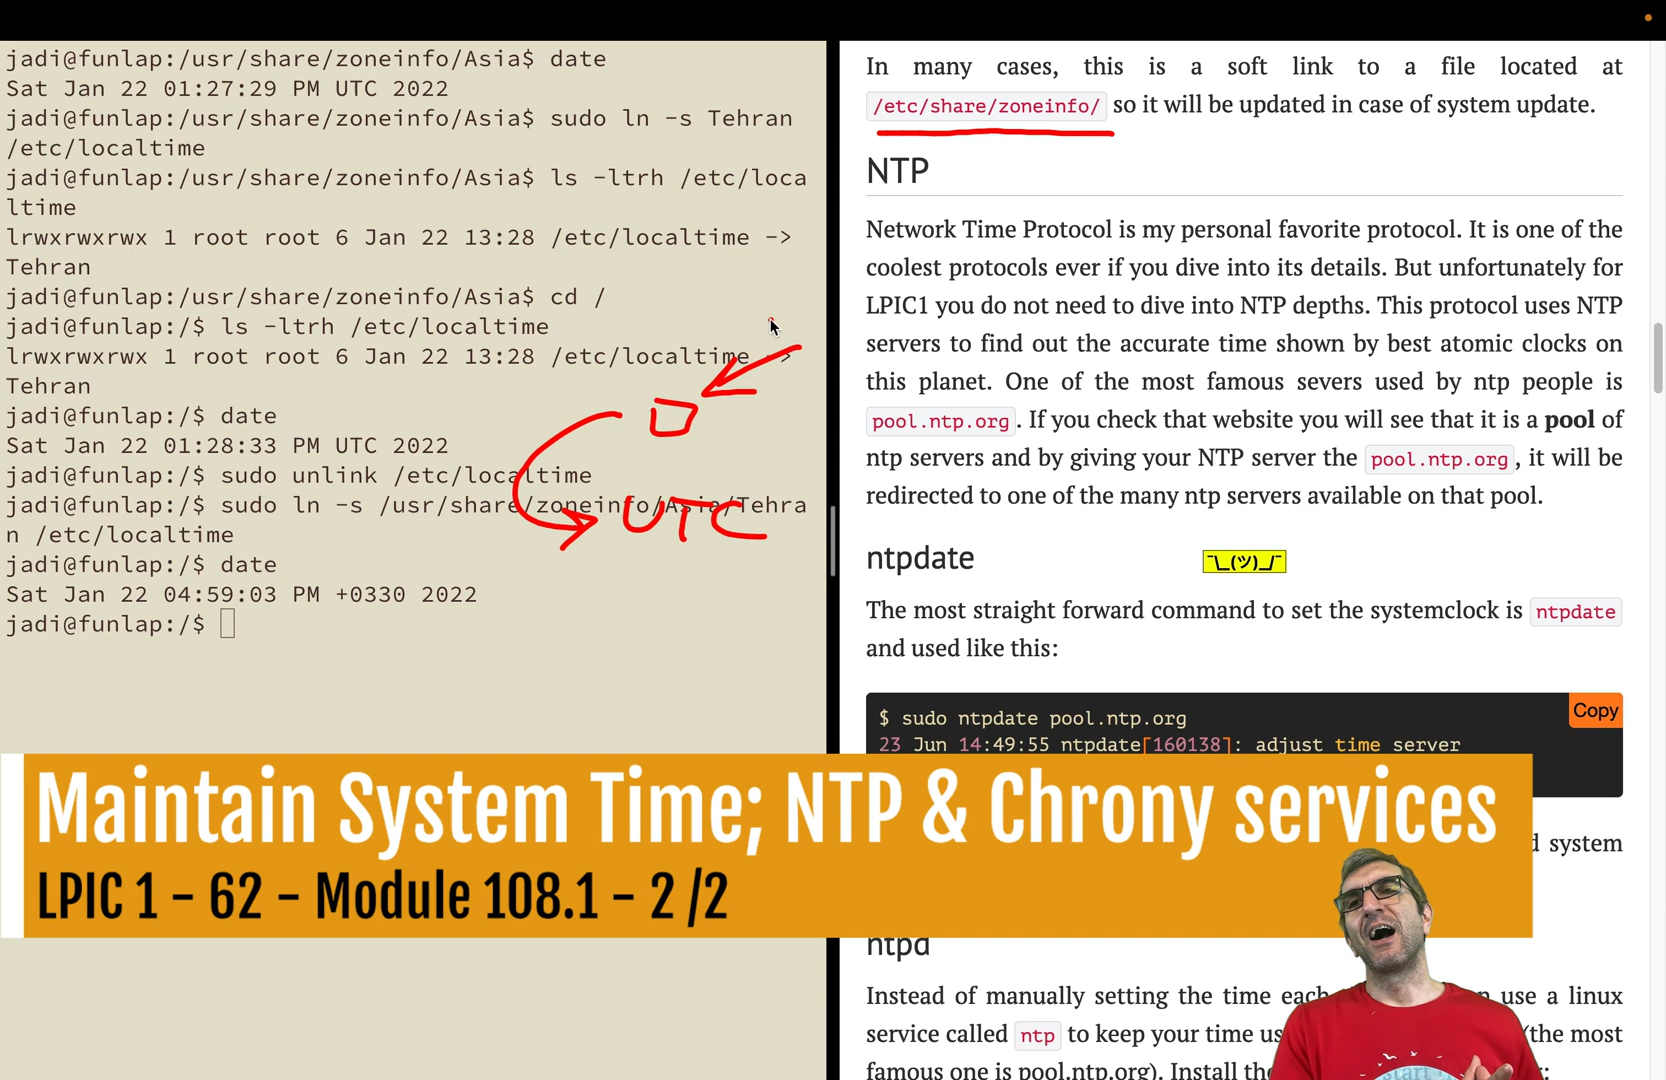 jadi@funlap:/usr/share/zoneinfo/Asia$ date
Sat Jan 22 01:27:29 PM UTC 2022
jadi@funlap:/usr/share/zoneinfo/Asia$ sudo ln -s Tehran
/etc/localtime
jadi@funlap:/usr/share/zoneinfo/Asia$ ls -ltrh /etc/loca
ltime
lrwxrwxrwx 1 root root 6 Jan 22 13:28 /etc/localtime ->
Tehran
jadi@funlap:/usr/share/zoneinfo/Asia$ cd /
jadi@funlap:/$ ls -ltrh /etc/localtime
lrwxrwxrwx 1 root root 6 Jan 22 13:28 /etc/localtime ->
Tehran
jadi@funlap:/$ date
Sat Jan 22 01:28:33 PM UTC 2022
jadi@funlap:/$ sudo unlink /etc/localtime
jadi@funlap:/$ sudo ln -s /usr/share/zoneinfo/Asia/Tehra
n /etc/localtime
jadi@funlap:/$ date
Sat Jan 22 04:59:03 PM +0330 2022
jadi@funlap:/$
UTC
In many cases, this is a soft link to a file located at
/etc/share/zoneinfo/ so it will be updated in case of system update.
NTP
Network Time Protocol is my personal favorite protocol. It is one of the
coolest protocols ever if you dive into its details. But unfortunately for
LPIC1 you do not need to dive into NTP depths. This protocol uses NTP
servers to find out the accurate time shown by best atomic clocks on
this planet. One of the most famous severs used by ntp people is
pool.ntp.org. If you check that website you will see that it is a pool of
ntp servers and by giving your NTP server the pool.ntp.org, it will be
redirected to one of the many ntp servers available on that pool.
ntpdate
¯\_(ツ)_/¯
The most straight forward command to set the systemclock is ntpdate
and used like this:
Copy
$ sudo ntpdate pool.ntp.org
23 Jun 14:49:55 ntpdate[160138]: adjust time server
Maintain System Time; NTP & Chrony services
LPIC 1 - 62 - Module 108.1 - 2 /2
system
ntpd
Instead of manually setting the time each use a linux
service called ntp to keep your time (the most
famous one is pool.ntp.org). Install
start